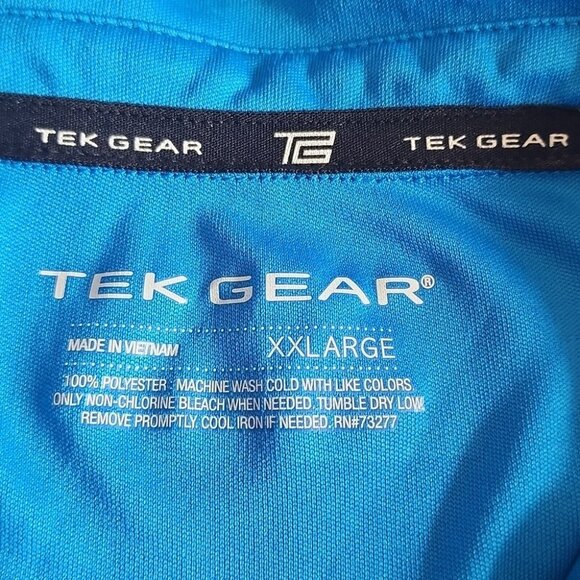 TEK GEAR TG TEK GEAR
TEK GEAR®
MADE IN VIETNAM XXLARGE
100% POLYESTER MACHINE WASH COLD WITH LIKE COLORS.
ONLY NON-CHLORINE BLEACH WHEN NEEDED. TUMBLE DRY LOW.
REMOVE PROMPTLY. COOL IRON IF NEEDED. RN#73277